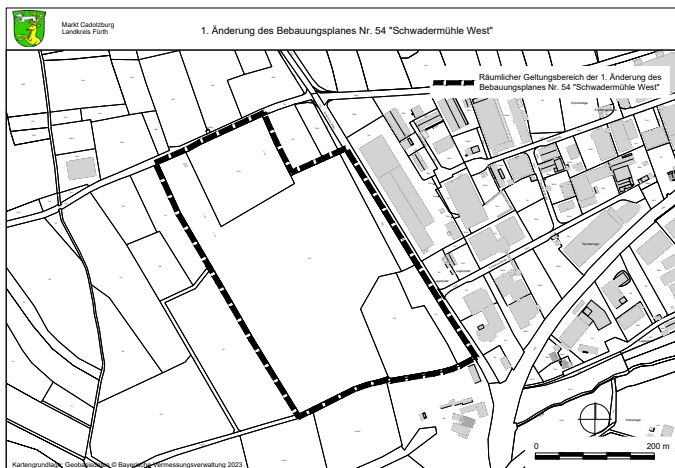 Markt Cadolzburg
Landkreis Fürth
1. Änderung des Bebauungsplanes Nr. 54 "Schwadermühle West"
Räumlicher Geltungsbereich der 1. Änderung des
Bebauungsplanes Nr. 54 "Schwadermühle West"
Sportanlage
0
200 m
Kartengrundlage: Geobasisdaten © Bayerische Vermessungsverwaltung 2023